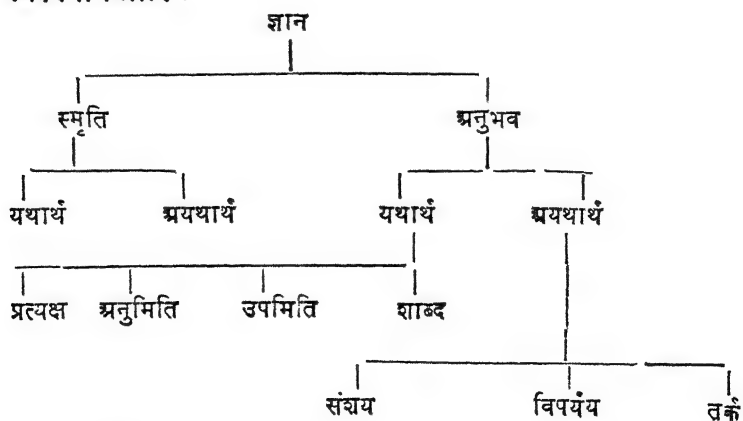 ज्ञान
स्मृति अनुभव
यथार्थ अयथार्थ यथार्थ अयथार्थ
प्रत्यक्ष अनुमिति उपमिति शाब्द
संशय विपर्यय तर्क